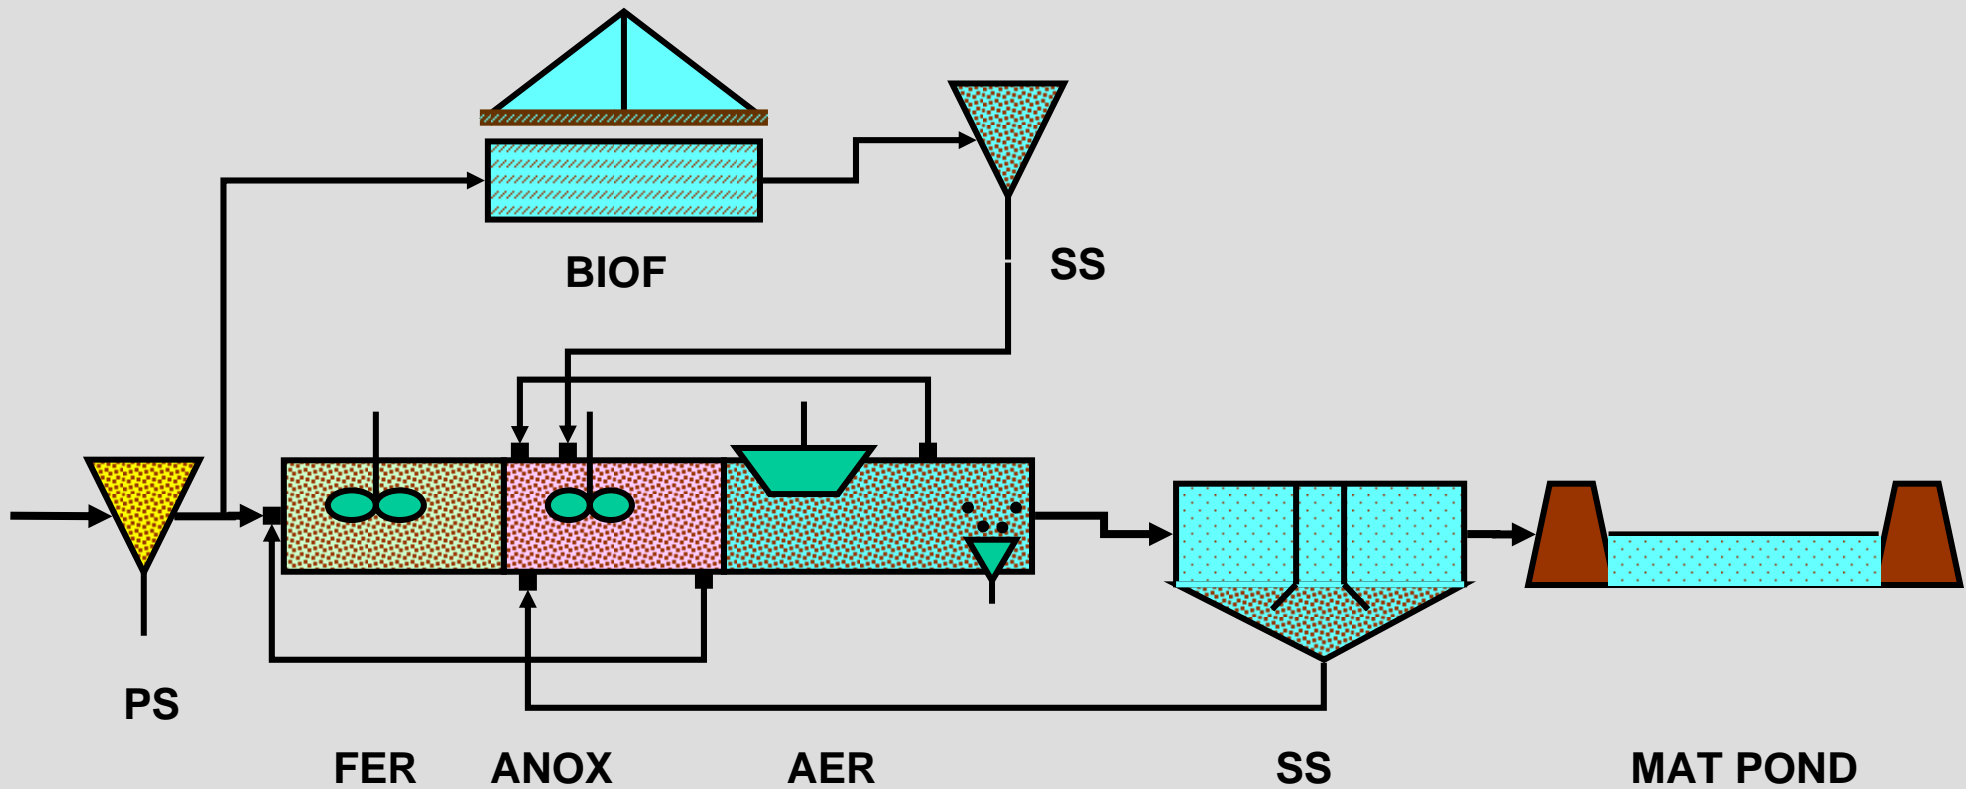 BIOF
SS
PS
FER
ANOX
AER
SS
MAT POND